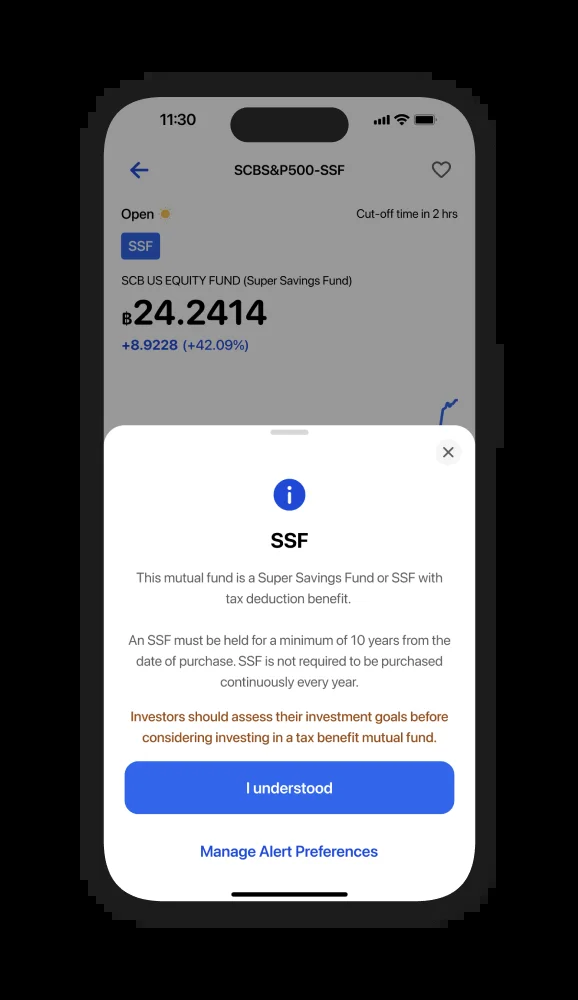 11:30
SCBS&P500-SSF
Open
Cut-off time in 2 hrs
SSF
SCB US EQUITY FUND (Super Savings Fund)
฿24.2414
+8.9228 (+42.09%)
SSF
This mutual fund is a Super Savings Fund or SSF with
tax deduction benefit.
An SSF must be held for a minimum of 10 years from the
date of purchase. SSF is not required to be purchased
continuously every year.
Investors should assess their investment goals before
considering investing in a tax benefit mutual fund.
I understood
Manage Alert Preferences